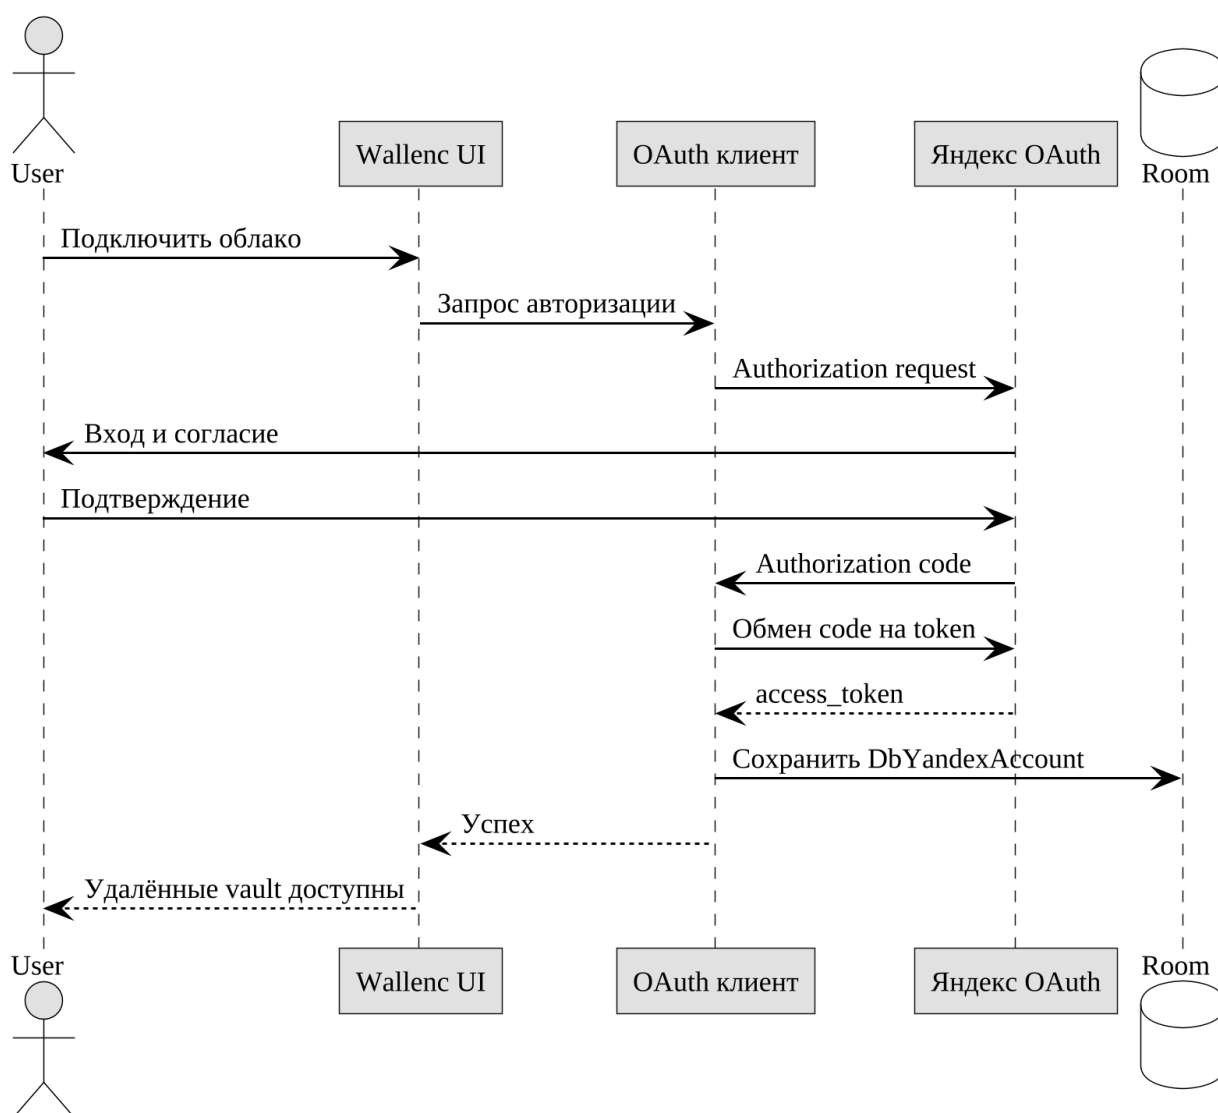 User
Wallenc UI
OAuth клиент
Яндекс OAuth
Room
Подключить облако
Запрос авторизации
Authorization request
Вход и согласие
Подтверждение
Authorization code
Обмен code на token
access_token
Сохранить DbYandexAccount
Успех
Удалённые vault доступны
User
Wallenc UI
OAuth клиент
Яндекс OAuth
Room